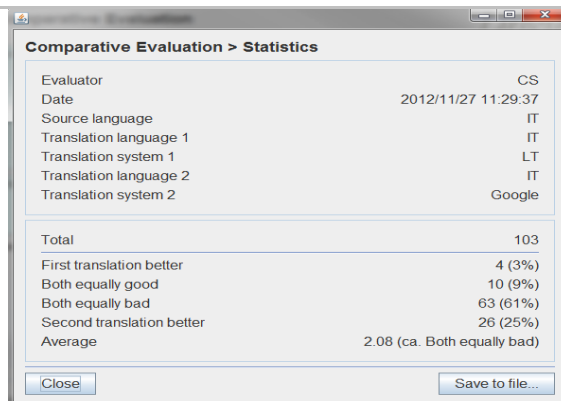 Comparative Evaluation
Comparative Evaluation > Statistics
Evaluator CS
Date 2012/11/27 11:29:37
Source language IT
Translation language 1 IT
Translation system 1 LT
Translation language 2 IT
Translation system 2 Google
Total 103
First translation better 4 (3%)
Both equally good 10 (9%)
Both equally bad 63 (61%)
Second translation better 26 (25%)
Average 2.08 (ca. Both equally bad)
Close Save to file...